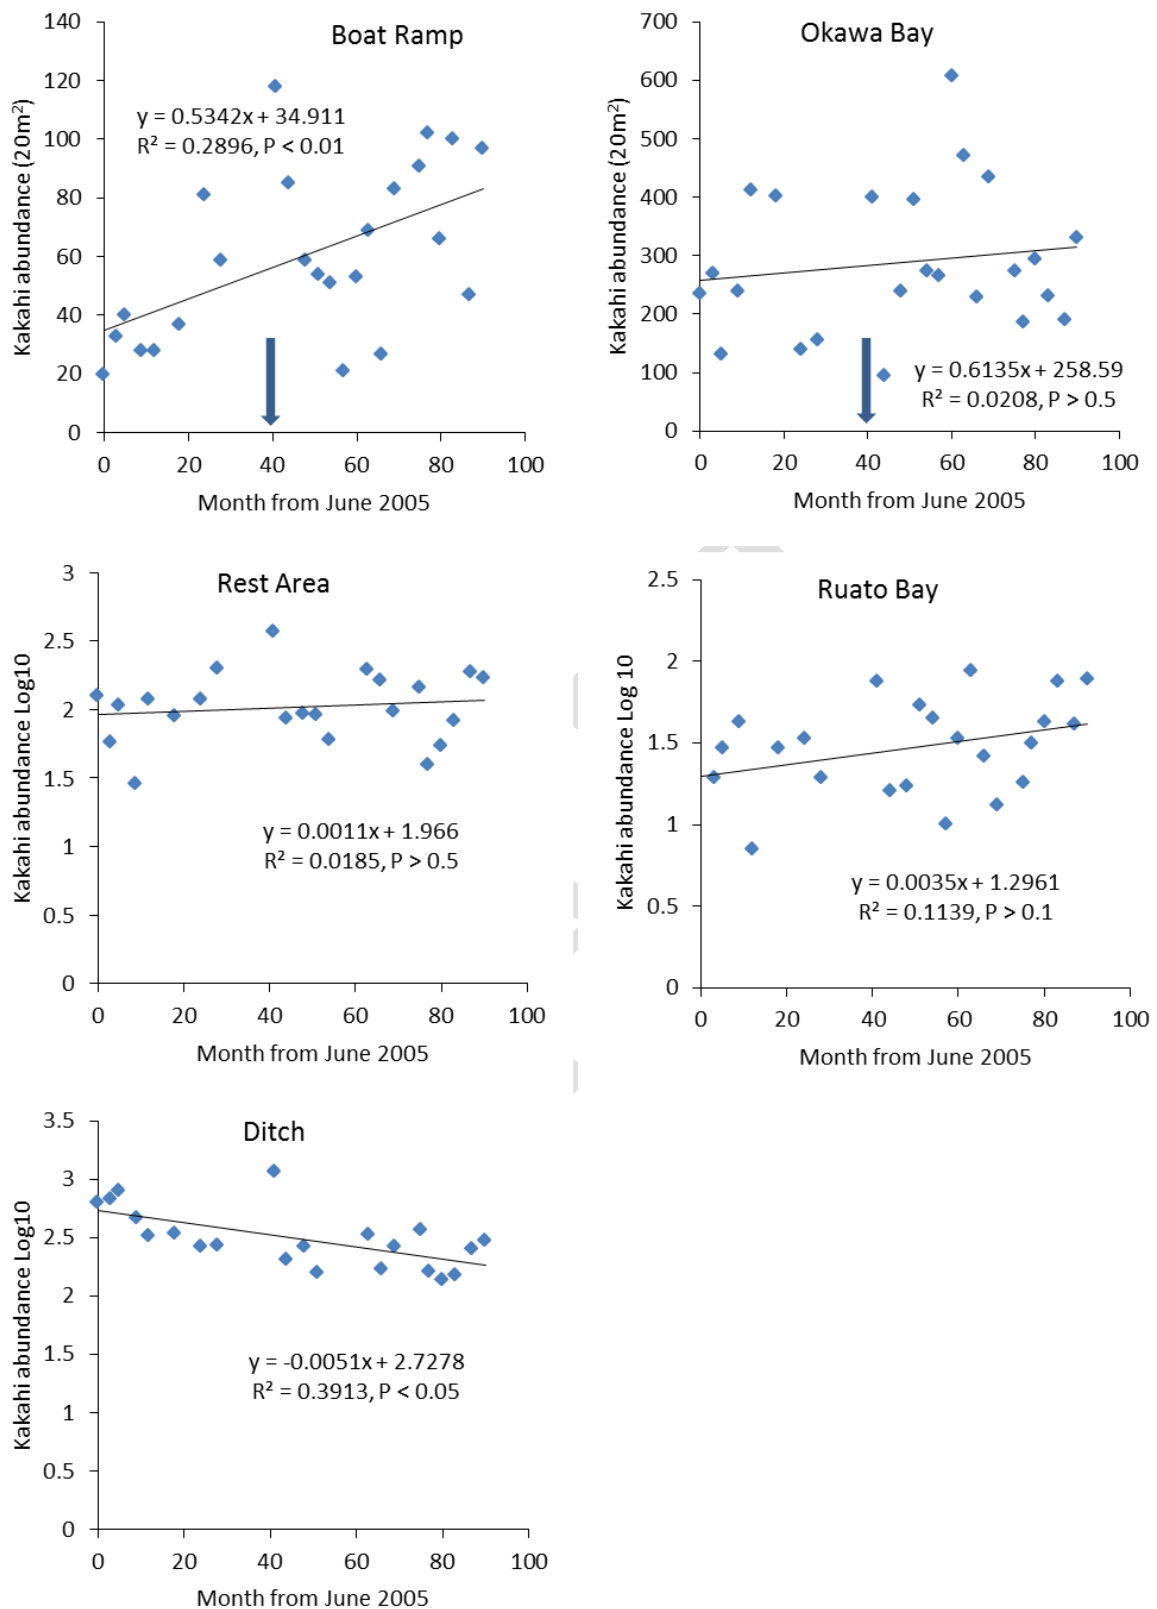 Boat Ramp
Kakahi abundance (20m²)
140
120
100
80
60
40
20
0
y = 0.5342x + 34.911
R² = 0.2896, P < 0.01
0 20 40 60 80 100
Month from June 2005
Okawa Bay
Kakahi abundance (20m²)
700
600
500
400
300
200
100
0
y = 0.6135x + 258.59
R² = 0.0208, P > 0.5
0 20 40 60 80 100
Month from June 2005
Rest Area
Kakahi abundance Log10
3
2.5
2
1.5
1
0.5
0
y = 0.0011x + 1.966
R² = 0.0185, P > 0.5
0 20 40 60 80 100
Month from June 2005
Ruato Bay
Kakahi abundance Log 10
2.5
2
1.5
1
0.5
0
y = 0.0035x + 1.2961
R² = 0.1139, P > 0.1
0 20 40 60 80 100
Month from June 2005
Ditch
Kakahi abundance Log10
3.5
3
2.5
2
1.5
1
0.5
0
y = -0.0051x + 2.7278
R² = 0.3913, P < 0.05
0 20 40 60 80 100
Month from June 2005